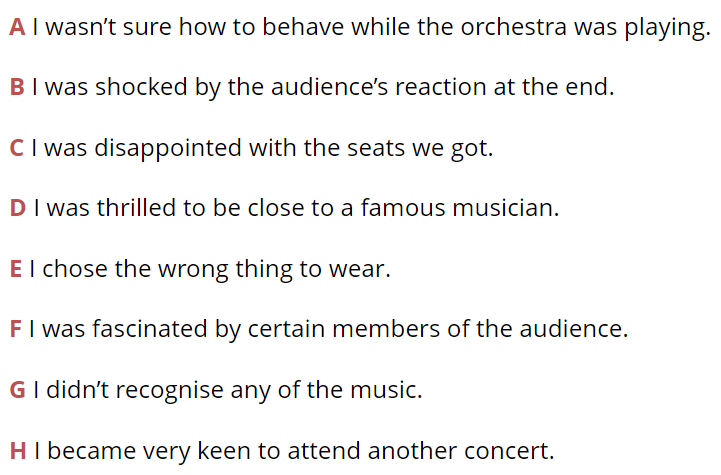 A I wasn’t sure how to behave while the orchestra was playing.
B I was shocked by the audience’s reaction at the end.
C I was disappointed with the seats we got.
D I was thrilled to be close to a famous musician.
E I chose the wrong thing to wear.
F I was fascinated by certain members of the audience.
G I didn’t recognise any of the music.
H I became very keen to attend another concert.